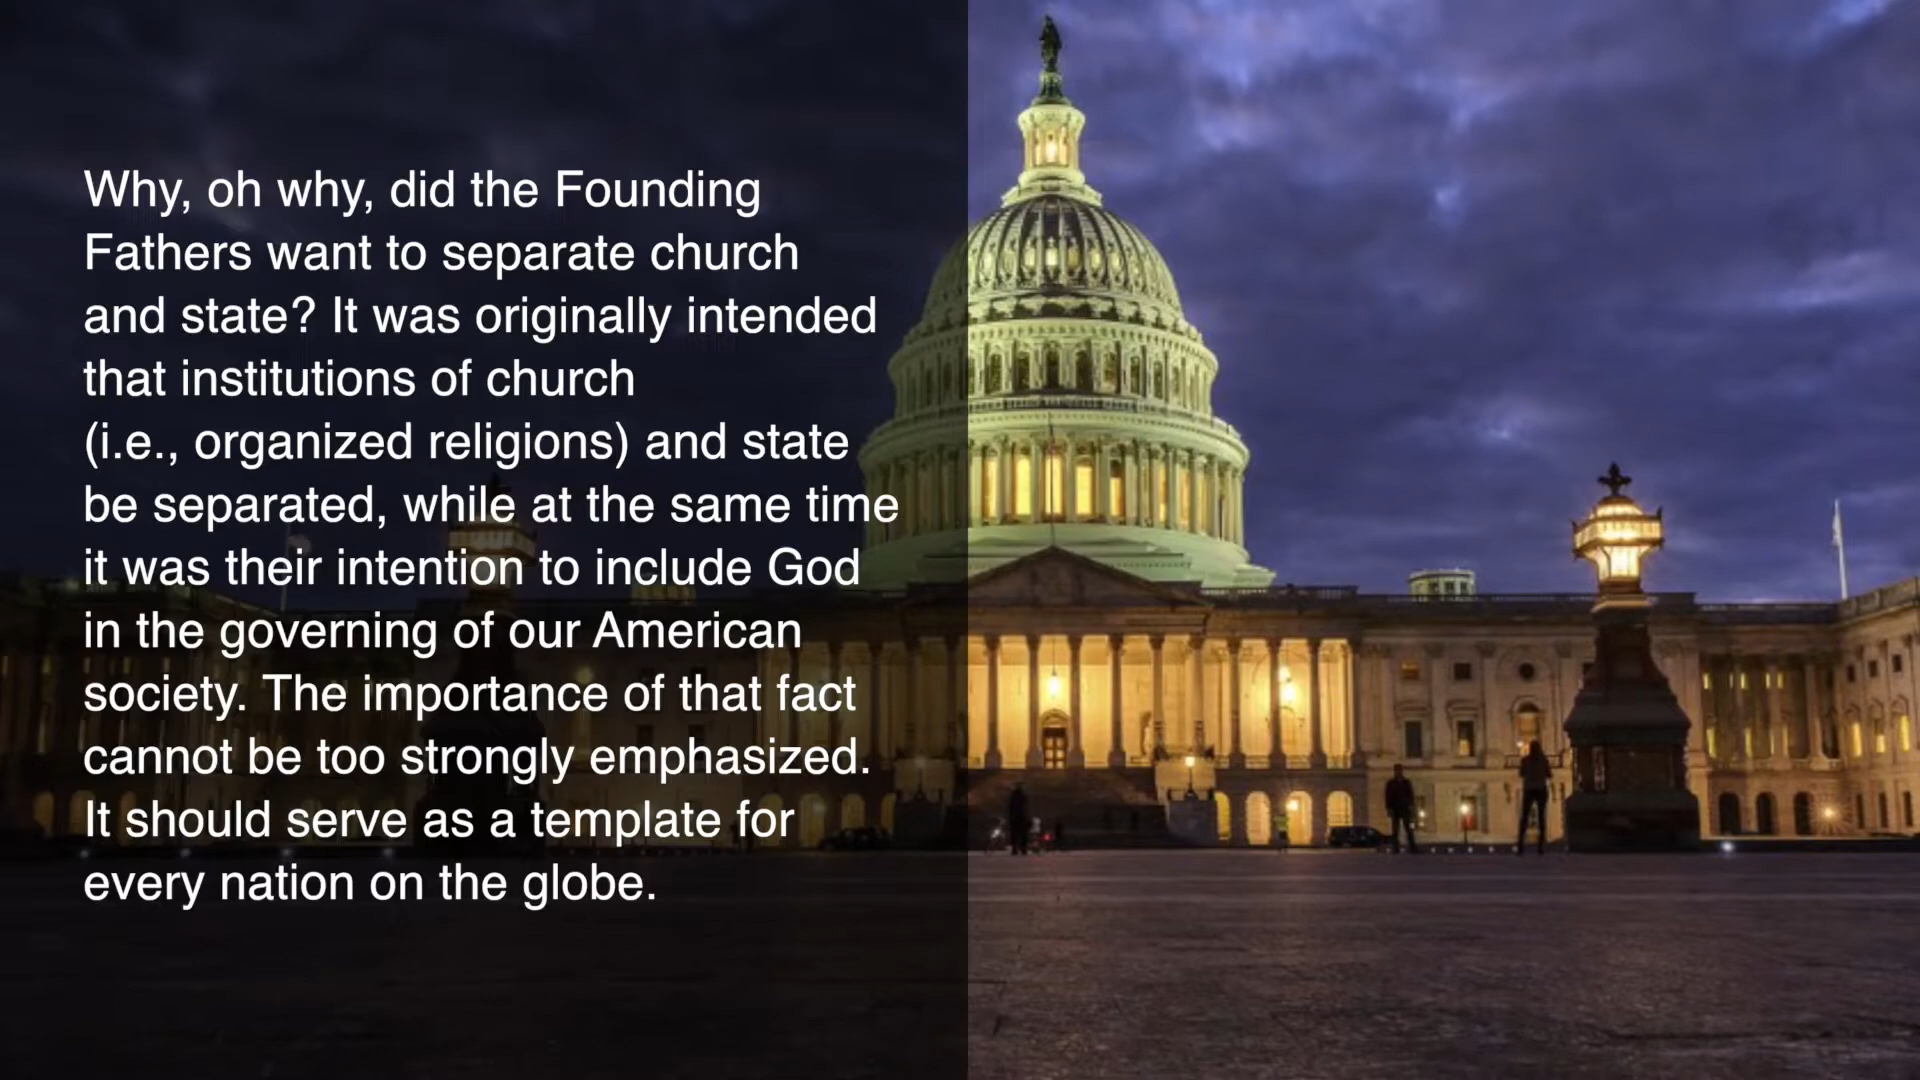 Why, oh why, did the Founding
Fathers want to separate church
and state? It was originally intended
that institutions of church
(i.e., organized religions) and state
be separated, while at the same time
it was their intention to include God
in the governing of our American
society. The importance of that fact
cannot be too strongly emphasized.
It should serve as a template for
every nation on the globe.